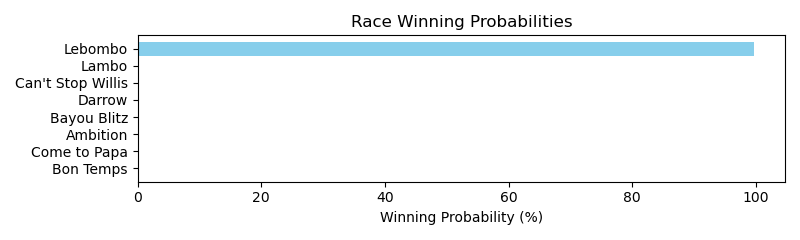 Race Winning Probabilities
Lebombo
Lambo
Can't Stop Willis
Darrow
Bayou Blitz
Ambition
Come to Papa
Bon Temps
0 20 40 60 80 100
Winning Probability (%)